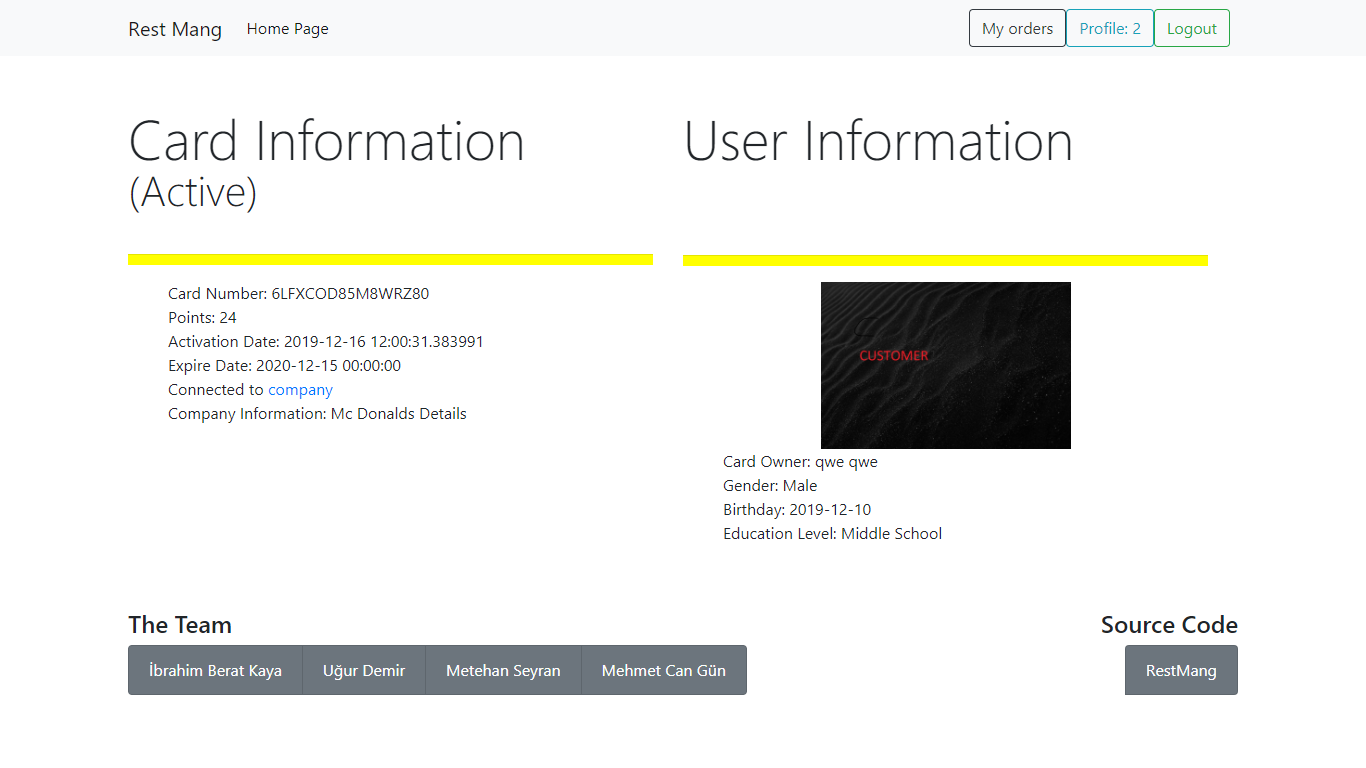 Rest Mang Home Page My orders Profile: 2 Logout
Card Information
(Active)
Card Number: 6LFXCOD85M8WRZ80
Points: 24
Activation Date: 2019-12-16 12:00:31.383991
Expire Date: 2020-12-15 00:00:00
Connected to company
Company Information: Mc Donalds Details
User Information
CUSTOMER
Card Owner: qwe qwe
Gender: Male
Birthday: 2019-12-10
Education Level: Middle School
The Team
İbrahim Berat Kaya Uğur Demir Metehan Seyran Mehmet Can Gün
Source Code
RestMang